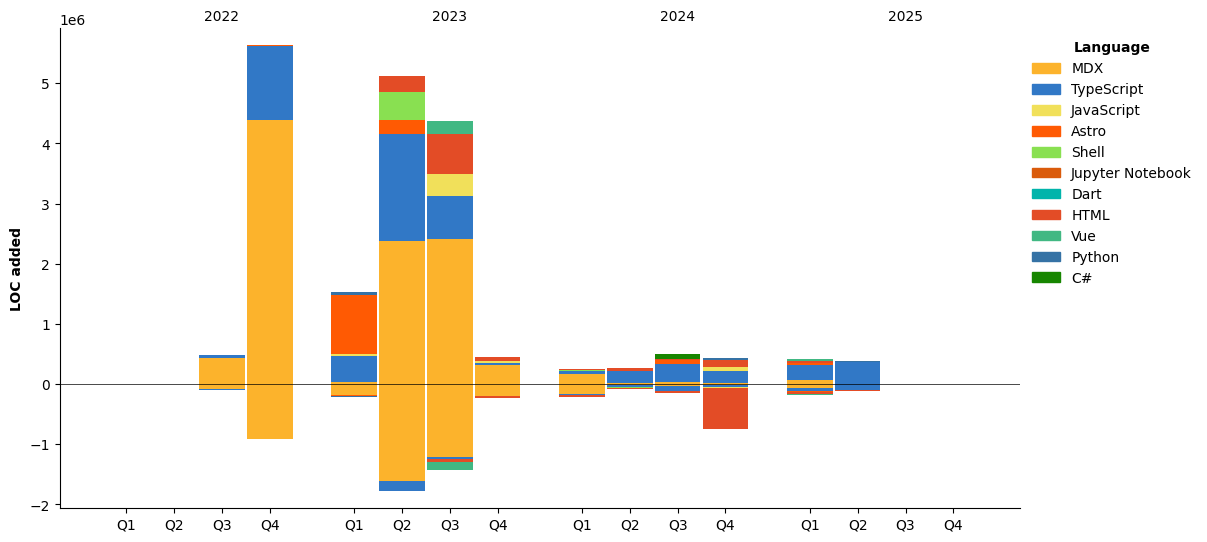 2022 2023 2024 2025
1e6
5
4
3
2
1
0
−1
−2
LOC added
Q1 Q2 Q3 Q4 Q1 Q2 Q3 Q4 Q1 Q2 Q3 Q4 Q1 Q2 Q3 Q4
Language
MDX
TypeScript
JavaScript
Astro
Shell
Jupyter Notebook
Dart
HTML
Vue
Python
C#